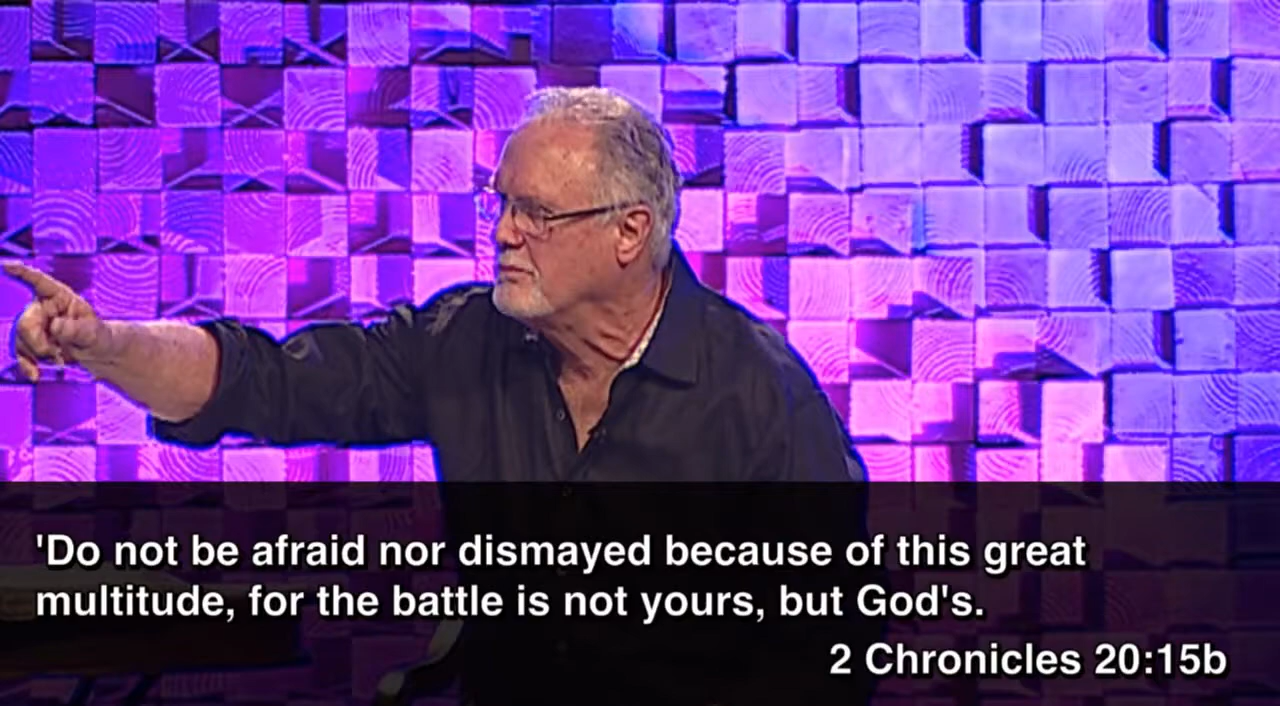 'Do not be afraid nor dismayed because of this great
multitude, for the battle is not yours, but God's.
2 Chronicles 20:15b